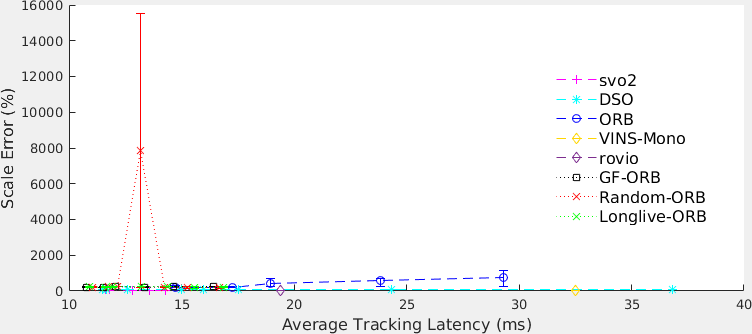 16000
14000
12000
10000
8000
6000
4000
2000
0
Scale Error (%)
svo2
DSO
ORB
VINS-Mono
rovio
GF-ORB
Random-ORB
Longlive-ORB
10 15 20 25 30 35 40
Average Tracking Latency (ms)